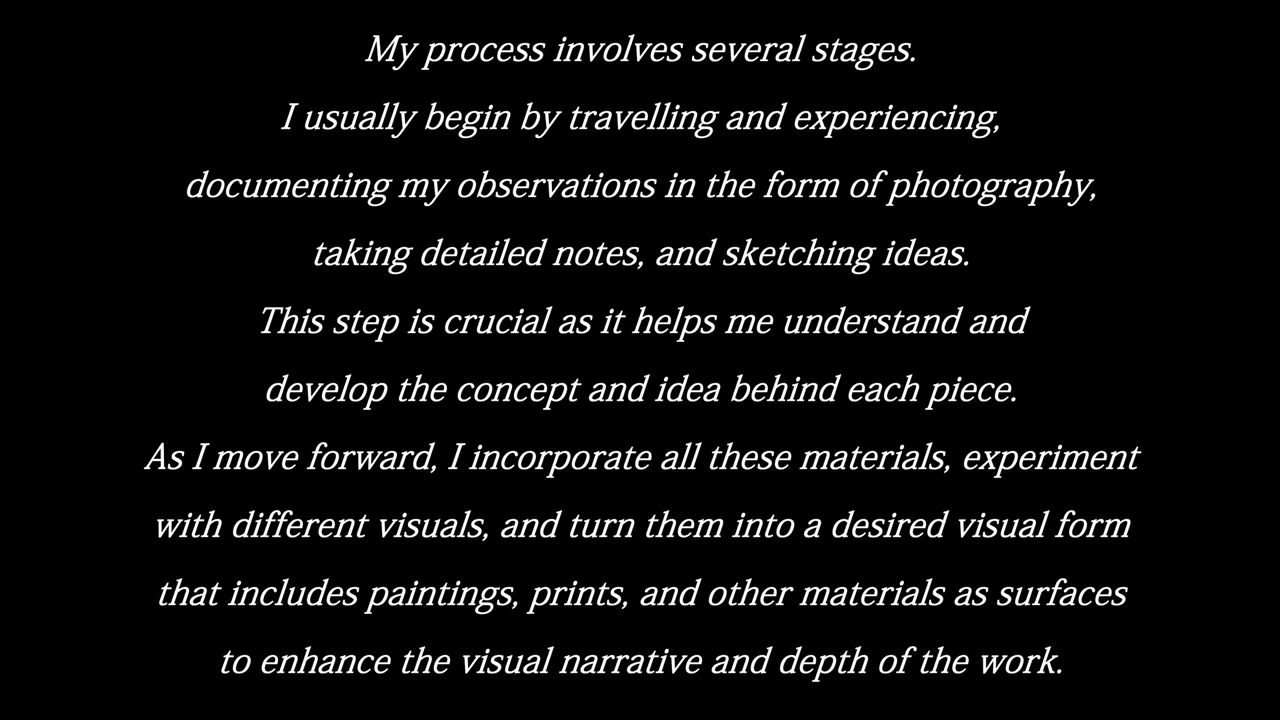 My process involves several stages.
I usually begin by travelling and experiencing,
documenting my observations in the form of photography,
taking detailed notes, and sketching ideas.
This step is crucial as it helps me understand and
develop the concept and idea behind each piece.
As I move forward, I incorporate all these materials, experiment
with different visuals, and turn them into a desired visual form
that includes paintings, prints, and other materials as surfaces
to enhance the visual narrative and depth of the work.